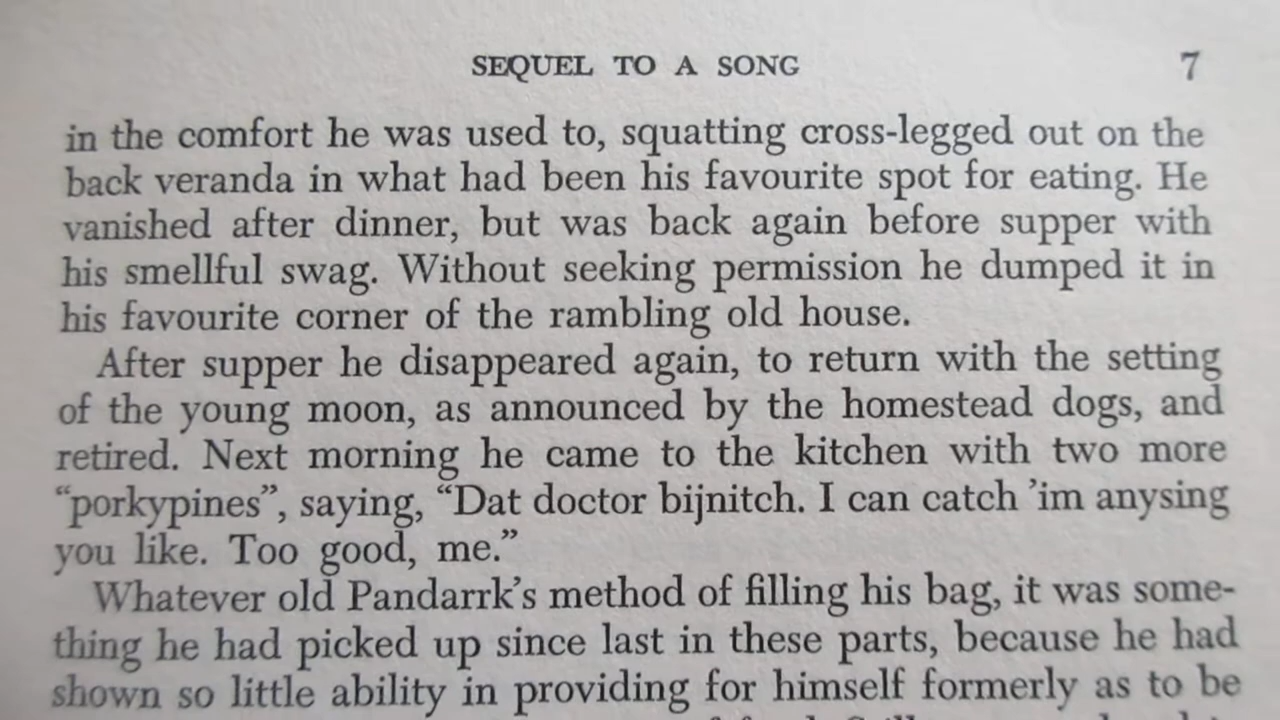 SEQUEL TO A SONG 7
in the comfort he was used to, squatting cross-legged out on the
back veranda in what had been his favourite spot for eating. He
vanished after dinner, but was back again before supper with
his smellful swag. Without seeking permission he dumped it in
his favourite corner of the rambling old house.
After supper he disappeared again, to return with the setting
of the young moon, as announced by the homestead dogs, and
retired. Next morning he came to the kitchen with two more
“porkypines”, saying, “Dat doctor bijnitch. I can catch ’im anysing
you like. Too good, me.”
Whatever old Pandarrk’s method of filling his bag, it was some-
thing he had picked up since last in these parts, because he had
shown so little ability in providing for himself formerly as to be